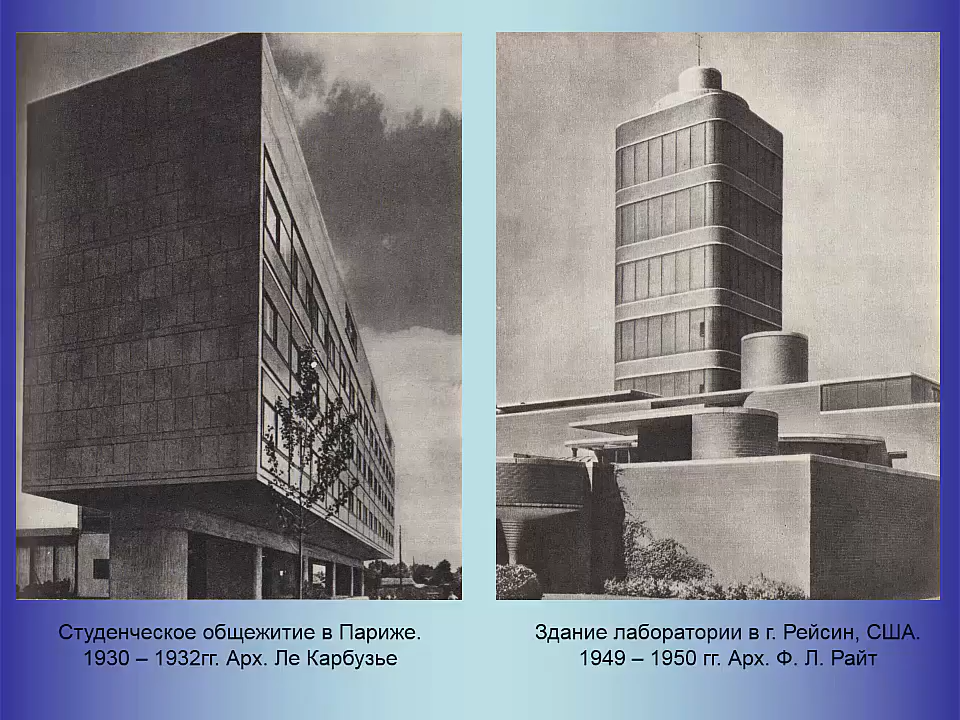 Студенческое общежитие в Париже.
1930 – 1932гг. Арх. Ле Карбузье
Здание лаборатории в г. Рейсин, США.
1949 – 1950 гг. Арх. Ф. Л. Райт